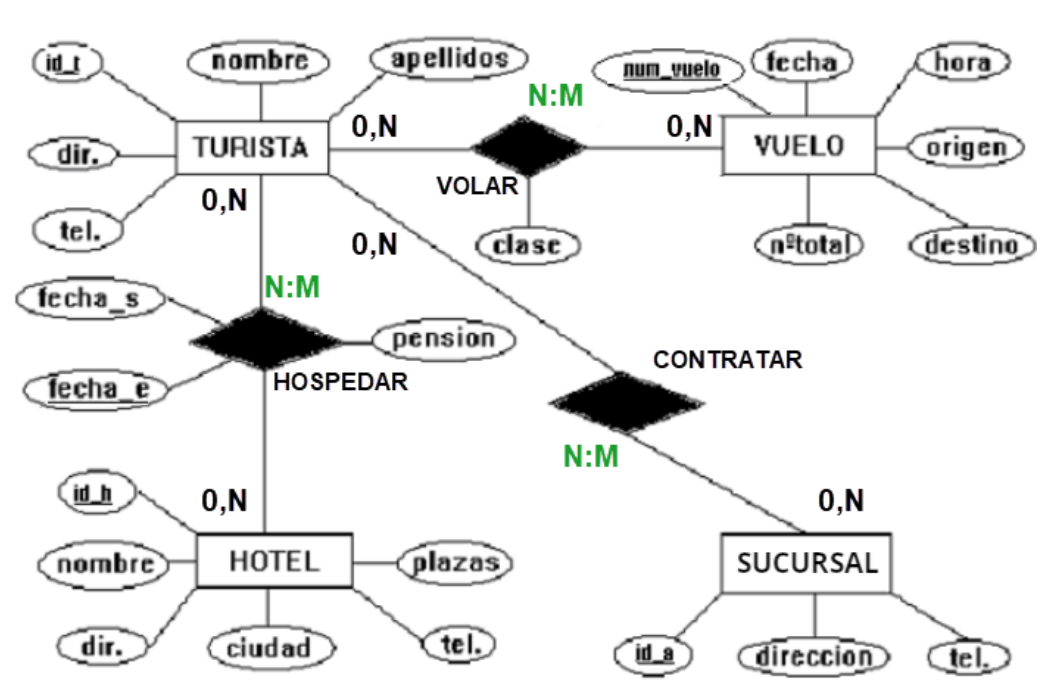 id_t
nombre
apellidos
num_vuelo
fecha
hora
N:M
0,N
0,N
TURISTA
VUELO
dir.
origen
VOLAR
0,N
tel.
0,N
clase
nºtotal
destino
fecha_s
N:M
pension
CONTRATAR
fecha_e
HOSPEDAR
N:M
id_h
0,N
0,N
nombre
HOTEL
plazas
SUCURSAL
dir.
ciudad
tel.
id_a
direccion
tel.